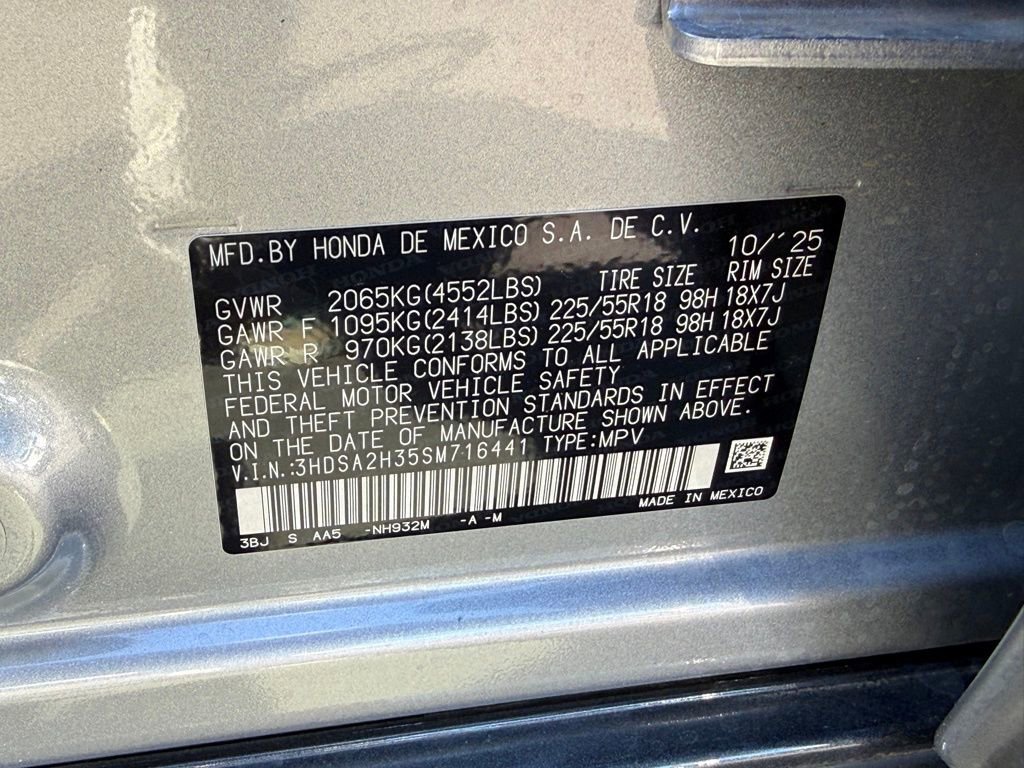 MFD.BY HONDA DE MEXICO S.A. DE C.V.
10/´25
TIRE SIZE RIM SIZE
GVWR 2065KG(4552LBS)
GAWR F 1095KG(2414LBS) 225/55R18 98H 18X7J
GAWR R 970KG(2138LBS) 225/55R18 98H 18X7J
THIS VEHICLE CONFORMS TO ALL APPLICABLE
FEDERAL MOTOR VEHICLE SAFETY
AND THEFT PREVENTION STANDARDS IN EFFECT
ON THE DATE OF MANUFACTURE SHOWN ABOVE.
V.I.N.:3HDSA2H35SM716441 TYPE:MPV
MADE IN MEXICO
3BJ S AA5 -NH932M -A -M